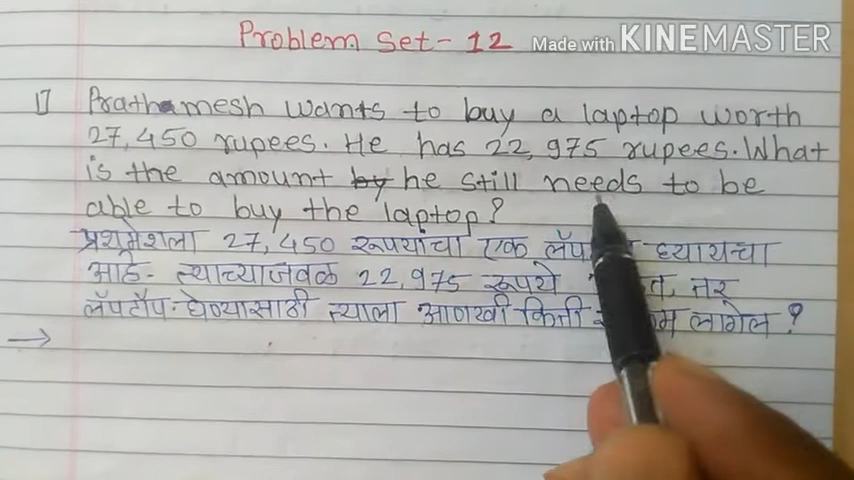 Problem Set - 12
Made with KINEMASTER
1] Prathamesh wants to buy a laptop worth
27,450 rupees. He has 22,975 rupees. What
is the amount by he still needs to be
able to buy the laptop?
प्रथमेशला 27,450 रूपयांचा एक घ्यायचा
आहे. त्याच्याजवळ 22,975 रूपये तर
लॅपटॉप घेण्यासाठी त्याला आणखी किती लागेल ?
→